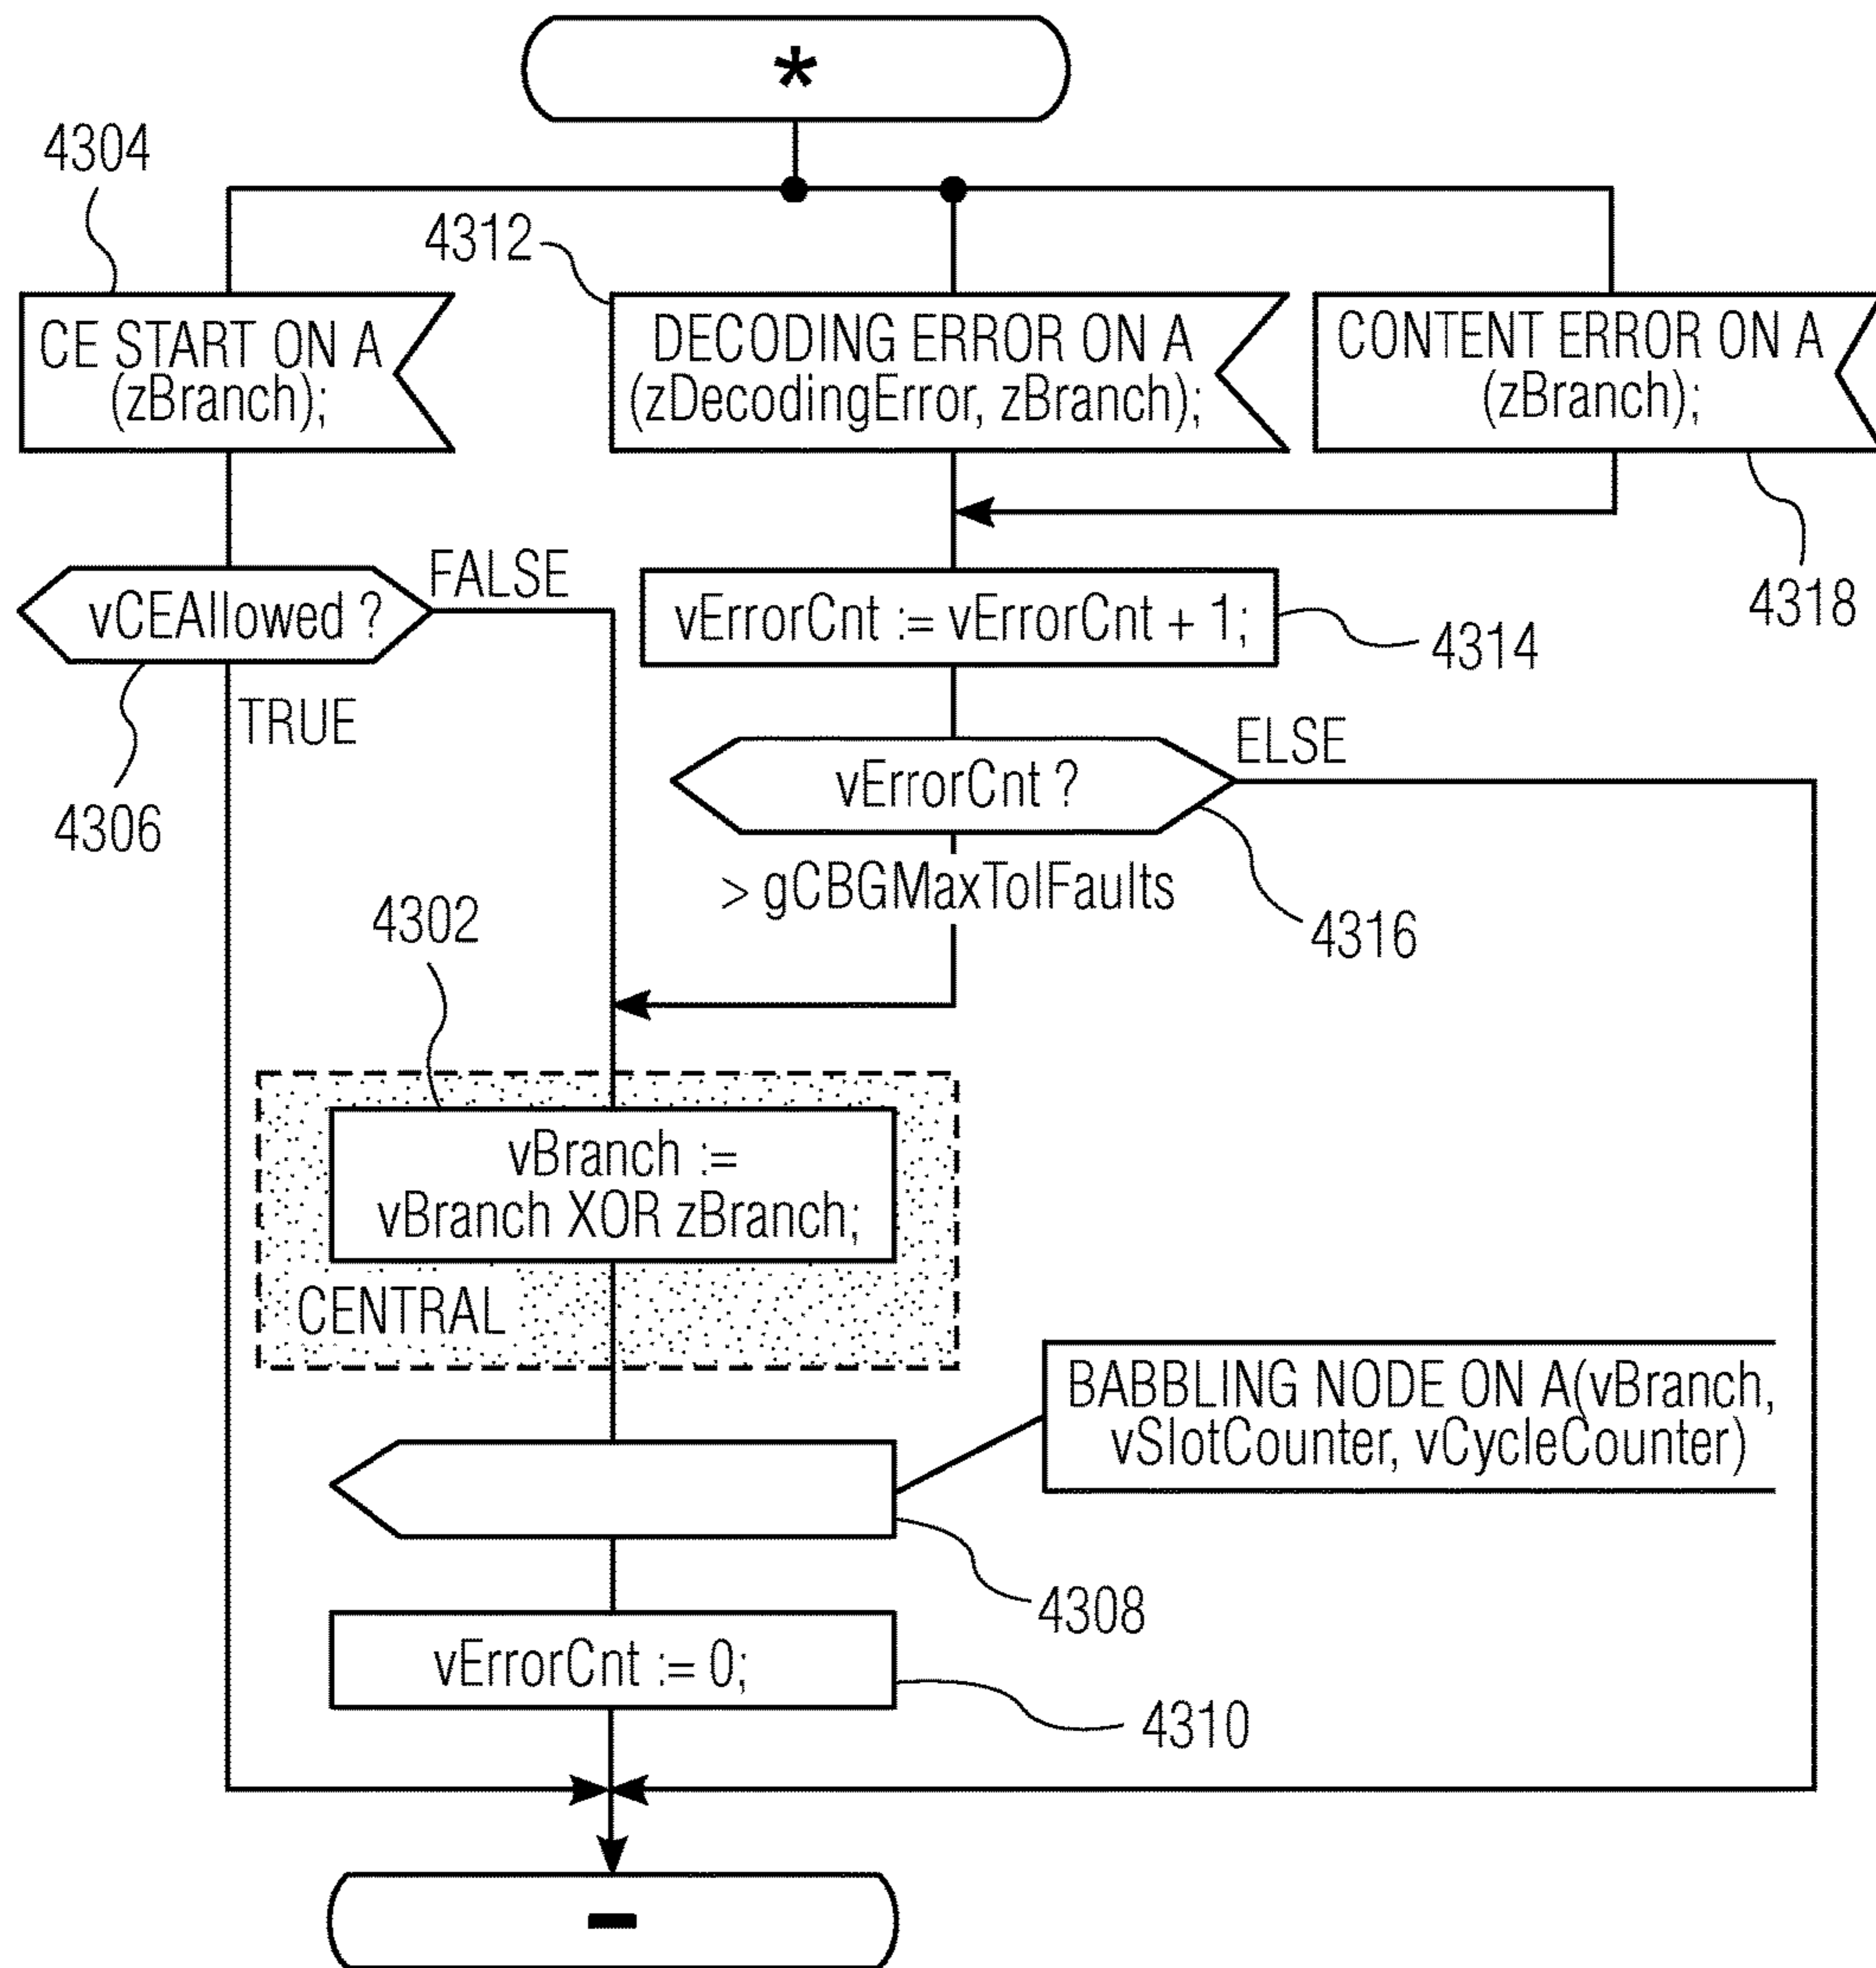 *
4304
4312
CE START ON A
(zBranch);
DECODING ERROR ON A
(zDecodingError, zBranch);
CONTENT ERROR ON A
(zBranch);
4318
vCEAllowed ?
FALSE
TRUE
4306
vErrorCnt := vErrorCnt + 1;
4314
vErrorCnt ?
ELSE
> gCBGMaxTolFaults
4316
4302
vBranch :=
vBranch XOR zBranch;
CENTRAL
BABBLING NODE ON A(vBranch,
vSlotCounter, vCycleCounter)
4308
vErrorCnt := 0;
4310
-